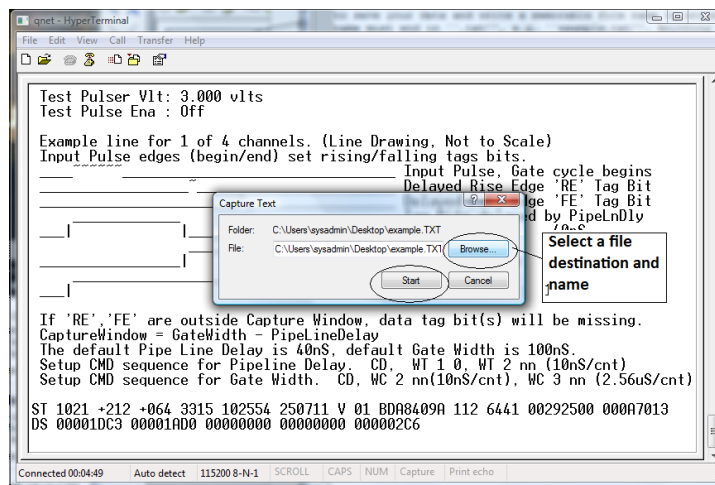 qnet - HyperTerminal
File Edit View Call Transfer Help
Test Pulser Vlt: 3.000 vlts
Test Pulse Ena : Off
Example line for 1 of 4 channels. (Line Drawing, Not to Scale)
Input Pulse edges (begin/end) set rising/falling tags bits.
Input Pulse, Gate cycle begins
Delayed Rise Edge 'RE' Tag Bit
ge 'FE' Tag Bit
d by PipeLnDly
Capture Text
Folder: C:\Users\sysadmin\Desktop\example.TXT
File: C:\Users\sysadmin\Desktop\example.TXT Browse...
Start Cancel
Select a file
destination and
name
If 'RE','FE' are outside Capture Window, data tag bit(s) will be missing.
CaptureWindow = GateWidth - PipeLineDelay
The default Pipe Line Delay is 40nS, default Gate Width is 100nS.
Setup CMD sequence for Pipeline Delay. CD, WT 1 0, WT 2 nn (10nS/cnt)
Setup CMD sequence for Gate Width. CD, WC 2 nn(10nS/cnt), WC 3 nn (2.56uS/cnt)
ST 1021 +212 +064 3315 102554 250711 V 01 BDA8409A 112 6441 00292500 000A7013
DS 00001DC3 00001AD0 00000000 00000000 000002C6
Connected 00:04:49 Auto detect 115200 8-N-1 SCROLL CAPS NUM Capture Print echo